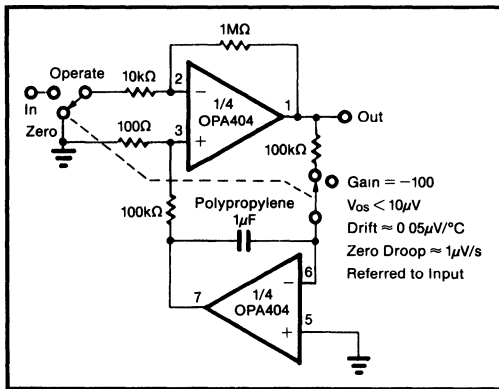 1MΩ
Operate
10kΩ
2
−
In
1/4
OPA404
1
Out
Zero
100Ω
3
+
100kΩ
100kΩ
Polypropylene
1μF
Gain = −100
Vos < 10μV
Drift ≈ 0 05μV/°C
Zero Droop ≈ 1μV/s
Referred to Input
6
−
7
1/4
OPA404
5
+